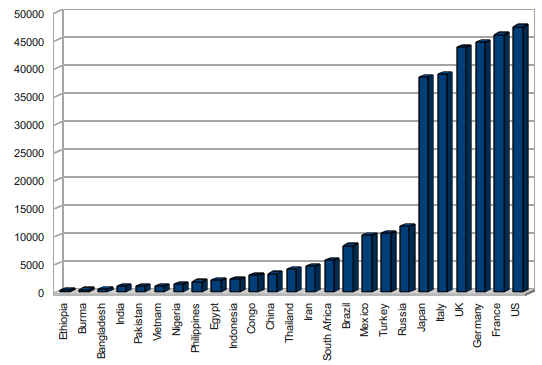 50000
45000
40000
35000
30000
25000
20000
15000
10000
5000
0
Ethiopia
Burma
Bangladesh
India
Pakistan
Vietnam
Nigeria
Philippines
Egypt
Indonesia
Congo
China
Thailand
Iran
South Africa
Brazil
Mexico
Turkey
Russia
Japan
Italy
UK
Germany
France
US